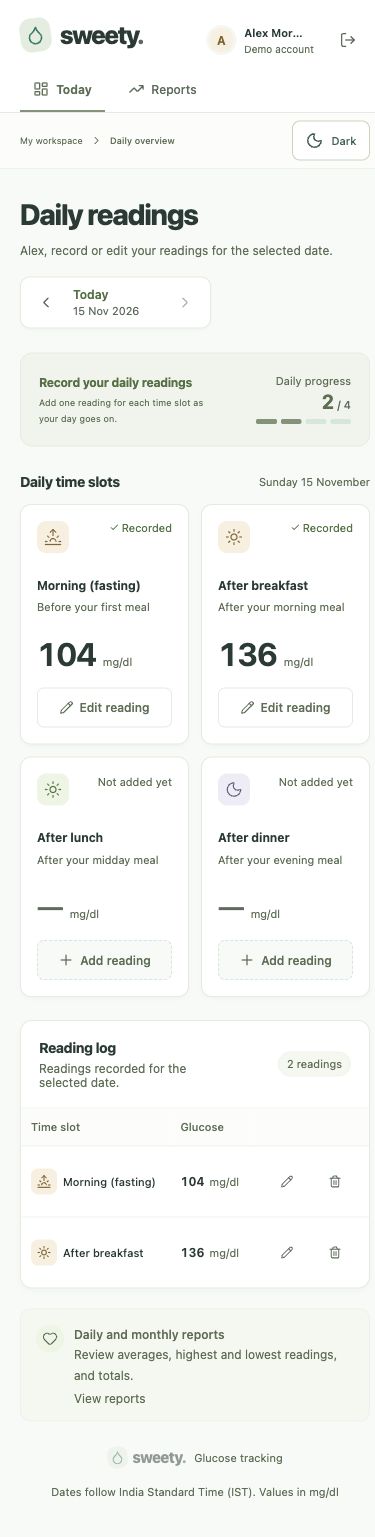 sweety.
A
Alex Mor...
Demo account
Today
Reports
My workspace
Daily overview
Dark
Daily readings
Alex, record or edit your readings for the selected date.
Today
15 Nov 2026
Record your daily readings
Add one reading for each time slot as
your day goes on.
Daily progress
2 / 4
Daily time slots
Sunday 15 November
Recorded
Morning (fasting)
Before your first meal
104 mg/dl
Edit reading
Recorded
After breakfast
After your morning meal
136 mg/dl
Edit reading
Not added yet
After lunch
After your midday meal
— mg/dl
Add reading
Not added yet
After dinner
After your evening meal
— mg/dl
Add reading
Reading log
Readings recorded for the
selected date.
2 readings
Time slot Glucose
Morning (fasting) 104 mg/dl
After breakfast 136 mg/dl
Daily and monthly reports
Review averages, highest and lowest readings,
and totals.
View reports
sweety. Glucose tracking
Dates follow India Standard Time (IST). Values in mg/dl